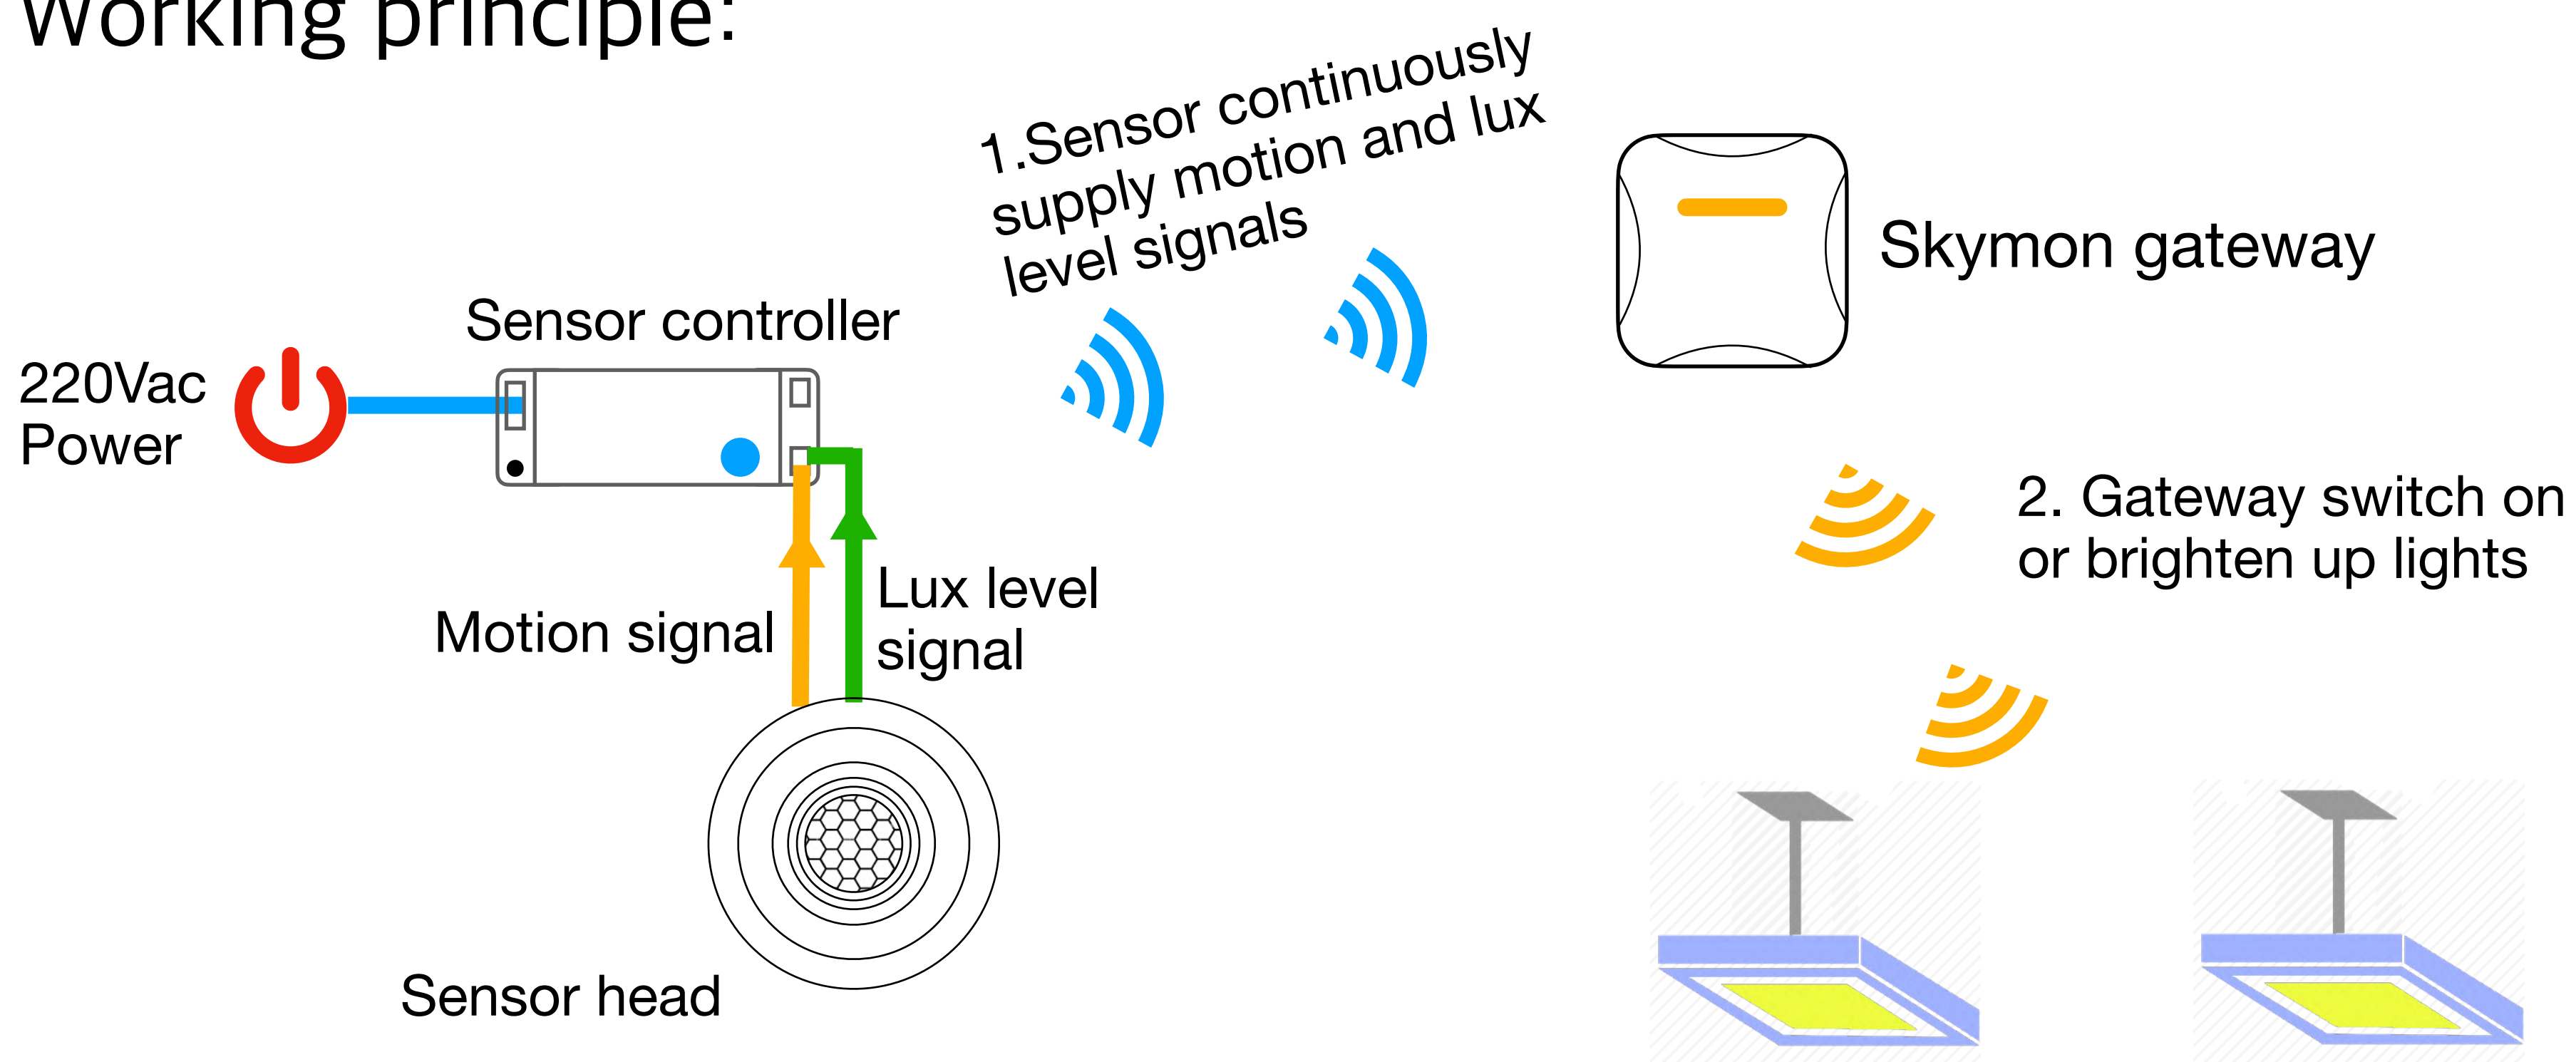 Working principle:
1.Sensor continuously
supply motion and lux
level signals
Skymon gateway
Sensor controller
220Vac
Power
2. Gateway switch on
or brighten up lights
Lux level
signal
Motion signal
Sensor head